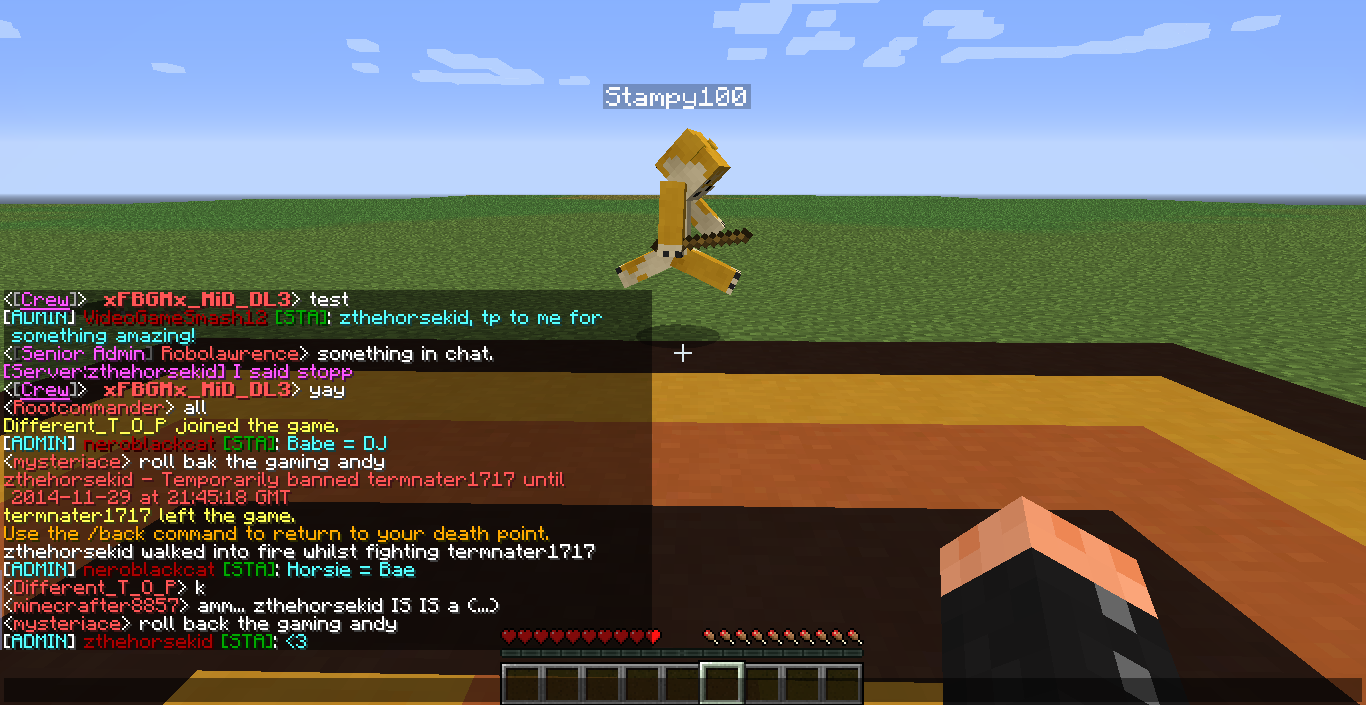 Stampy100
<[Crew]> xFBGMx_MiD_DL3> test
[ADMIN] VideoGameSmash12 [STA]: zthehorsekid, tp to me for
something amazing!
<[Senior Admin] Robolawrence> something in chat.
[Server:zthehorsekid] I said stopp
<[Crew]> xFBGMx_MiD_DL3> yay
<Rootcommander> all
Different_T_O_P joined the game.
[ADMIN] neroblackcat [STA]: Babe = DJ
<mysteriace> roll bak the gaming andy
zthehorsekid - Temporarily banned termnater1717 until
2014-11-29 at 21:45:18 GMT
termnater1717 left the game.
Use the /back command to return to your death point.
zthehorsekid walked into fire whilst fighting termnater1717
[ADMIN] neroblackcat [STA]: Horsie = Bae
<Different_T_O_P> k
<minecrafter8857> amm... zthehorsekid IS IS a (...)
<mysteriace> roll back the gaming andy
[ADMIN] zthehorsekid [STA]: <3